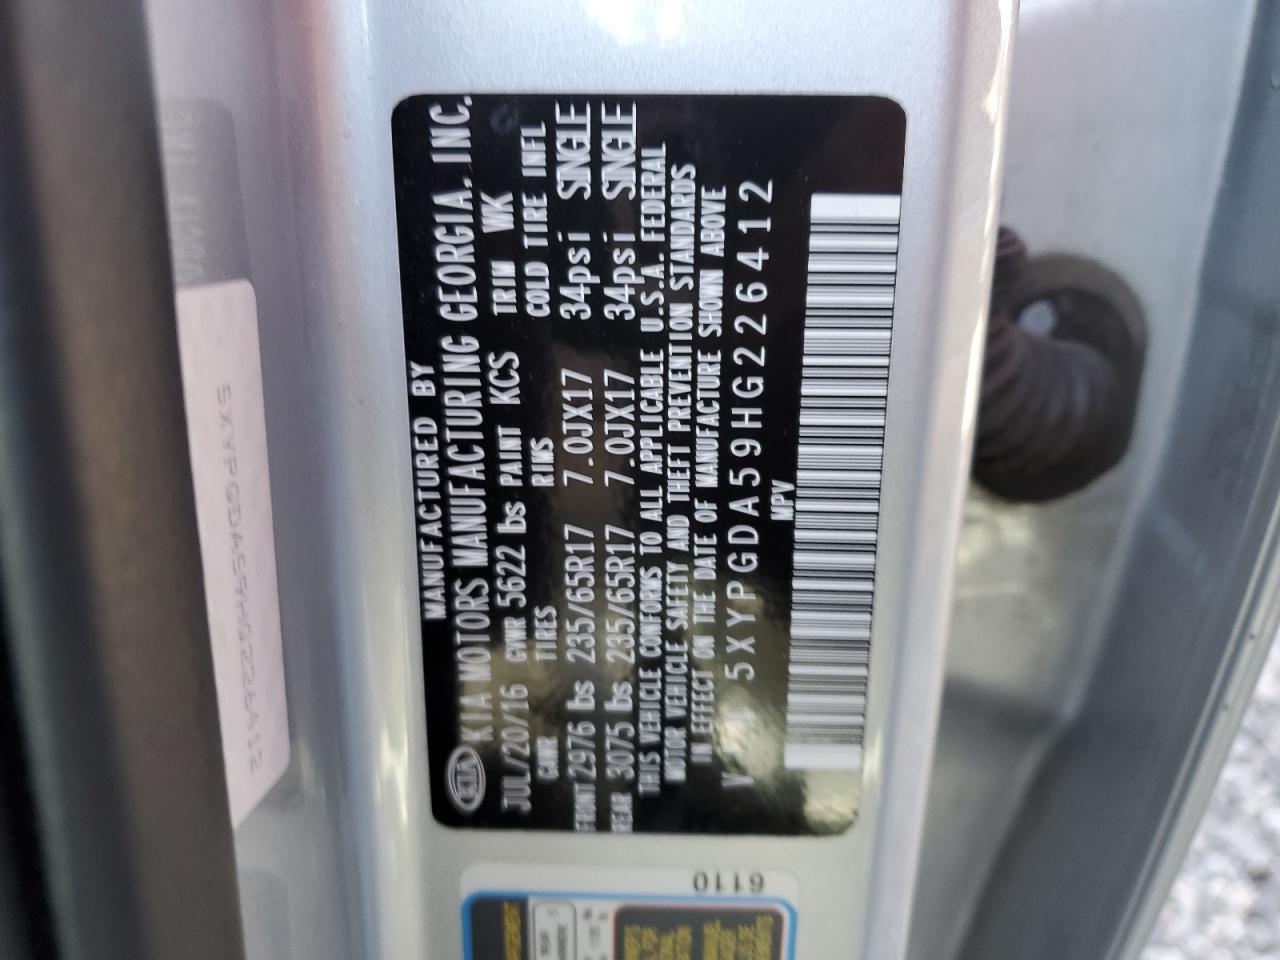 MANUFACTURED BY
KIA KIA MOTORS MANUFACTURING GEORGIA. INC.
JUL/20/16 GVWR 5622 lbs PAINT KCS TRIM WK
GAWR TIRES RIMS COLD TIRE INFL
FRONT 2976 lbs 235/65R17 7.0JX17 34psi SINGLE
REAR 3075 lbs 235/65R17 7.0JX17 34psi SINGLE
THIS VEHICLE CONFORMS TO ALL APPLICABLE U.S.A. FEDERAL
MOTOR VEHICLE SAFETY AND THEFT PREVENTION STANDARDS
IN EFFECT ON THE DATE OF MANUFACTURE SHOWN ABOVE
V 5XYPGDA59HG226412
MPV
5XYPGDA59HG226412
6110